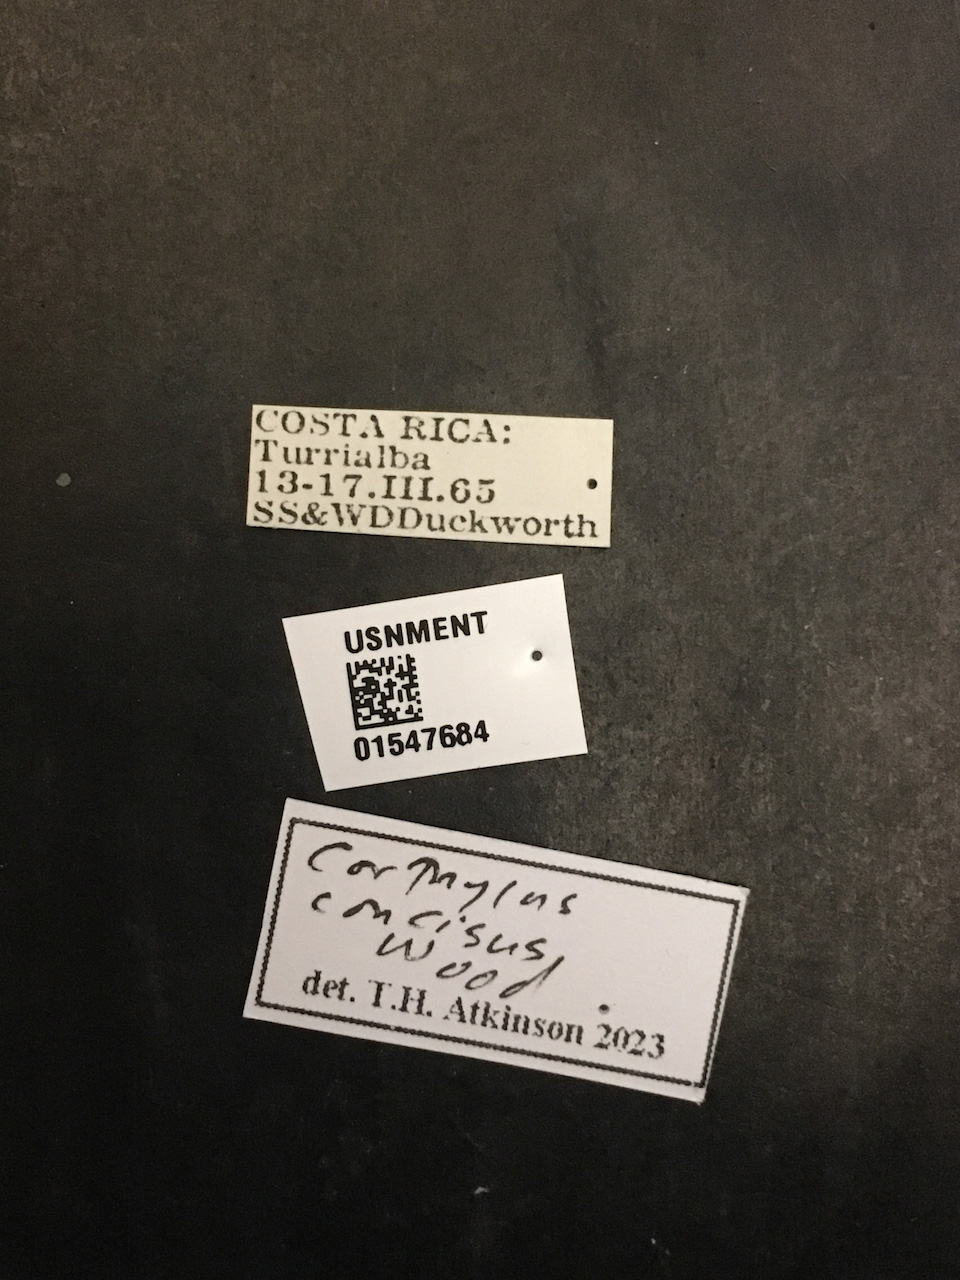 COSTA RICA:
Turrialba
13-17.III.65
SS&WDDuckworth
USNMENT
01547684
Corthylus
concisus
Wood
det. T.H. Atkinson 2023